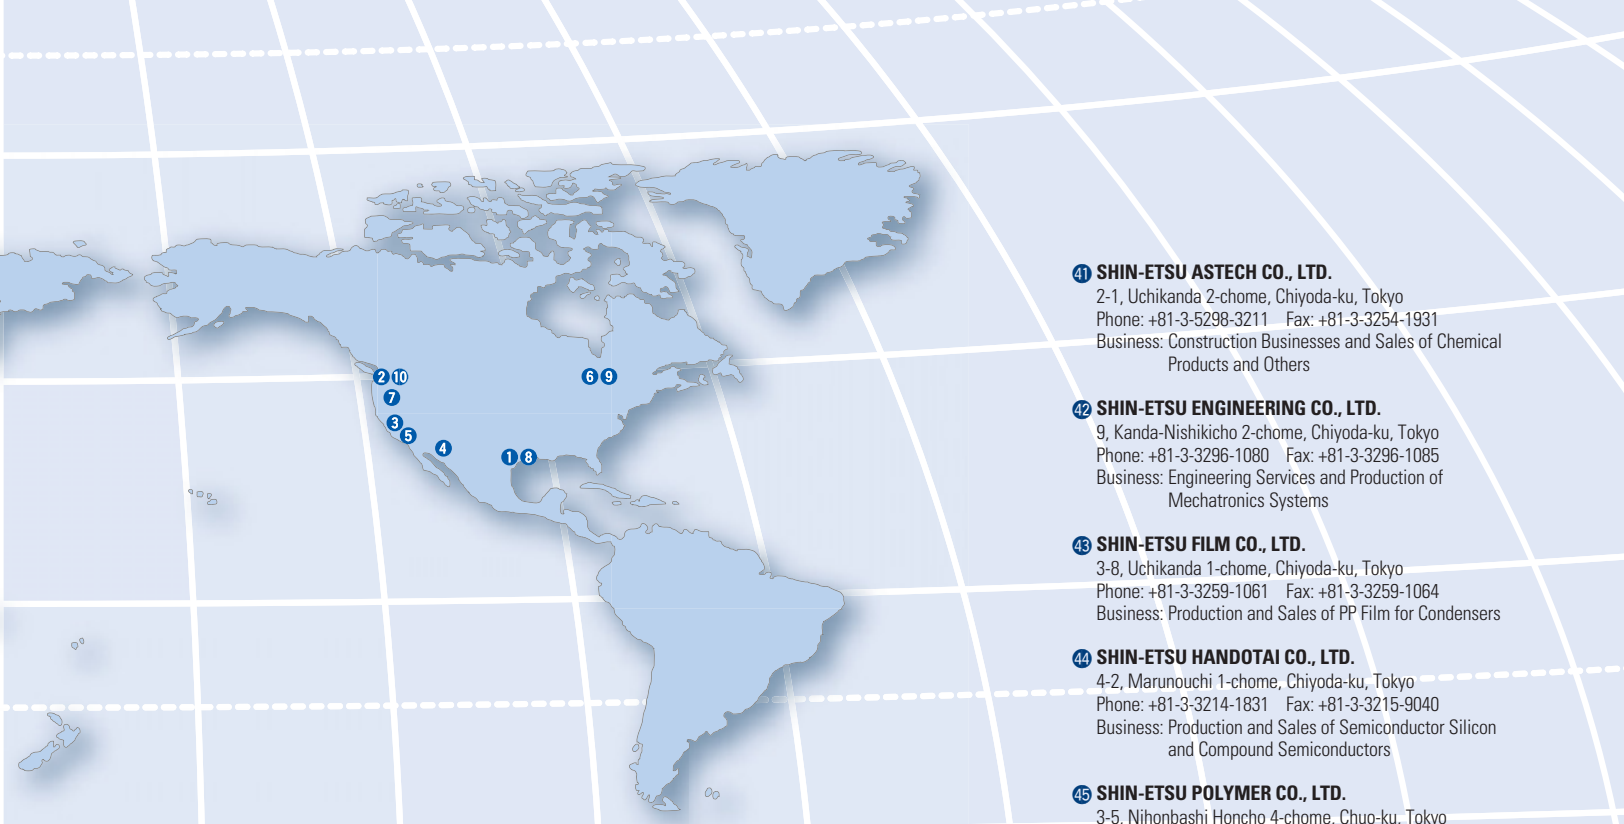 2 10
7
3
5
4
1 8
6 9
41 SHIN-ETSU ASTECH CO., LTD.
2-1, Uchikanda 2-chome, Chiyoda-ku, Tokyo
Phone: +81-3-5298-3211 Fax: +81-3-3254-1931
Business: Construction Businesses and Sales of Chemical
Products and Others
42 SHIN-ETSU ENGINEERING CO., LTD.
9, Kanda-Nishikicho 2-chome, Chiyoda-ku, Tokyo
Phone: +81-3-3296-1080 Fax: +81-3-3296-1085
Business: Engineering Services and Production of
Mechatronics Systems
43 SHIN-ETSU FILM CO., LTD.
3-8, Uchikanda 1-chome, Chiyoda-ku, Tokyo
Phone: +81-3-3259-1061 Fax: +81-3-3259-1064
Business: Production and Sales of PP Film for Condensers
44 SHIN-ETSU HANDOTAI CO., LTD.
4-2, Marunouchi 1-chome, Chiyoda-ku, Tokyo
Phone: +81-3-3214-1831 Fax: +81-3-3215-9040
Business: Production and Sales of Semiconductor Silicon
and Compound Semiconductors
45 SHIN-ETSU POLYMER CO., LTD.
3-5, Nihonbashi Honcho 4-chome, Chuo-ku, Tokyo